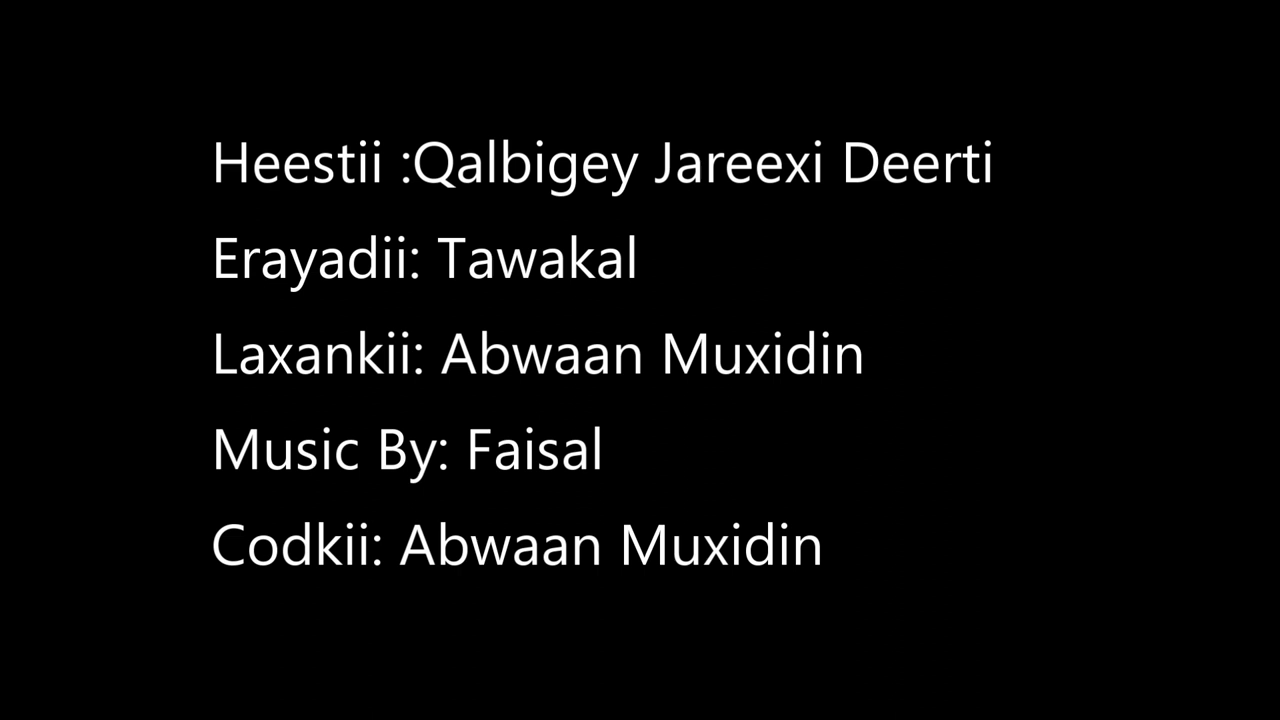 Heestii :Qalbigey Jareexi Deerti
Erayadii: Tawakal
Laxankii: Abwaan Muxidin
Music By: Faisal
Codkii: Abwaan Muxidin